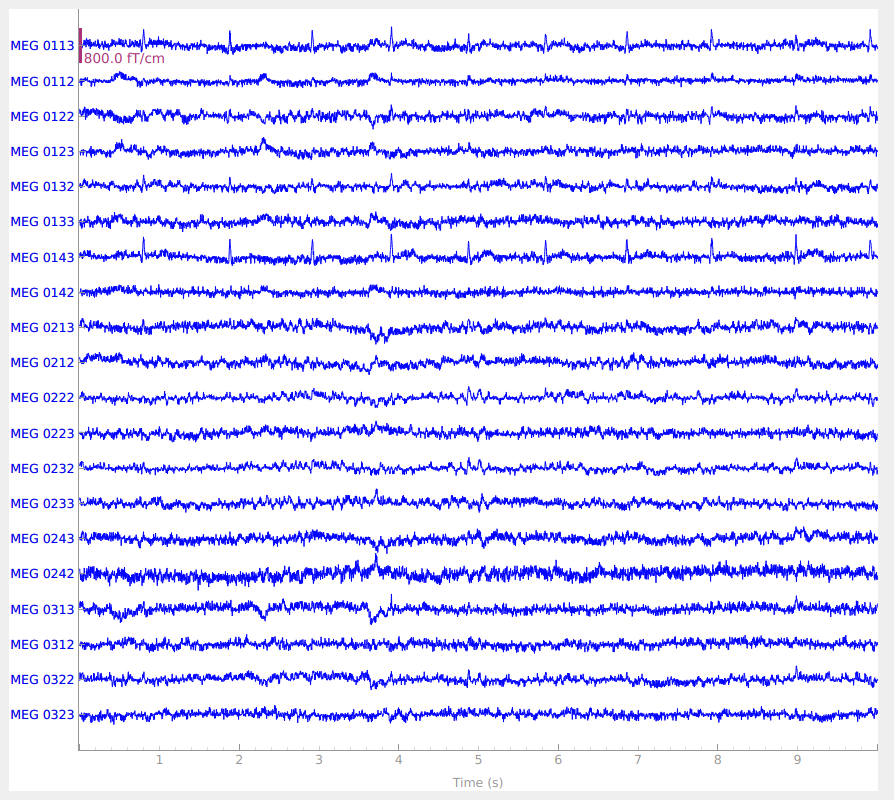 MEG 0113
800.0 fT/cm
MEG 0112
MEG 0122
MEG 0123
MEG 0132
MEG 0133
MEG 0143
MEG 0142
MEG 0213
MEG 0212
MEG 0222
MEG 0223
MEG 0232
MEG 0233
MEG 0243
MEG 0242
MEG 0313
MEG 0312
MEG 0322
MEG 0323
1 2 3 4 5 6 7 8 9
Time (s)